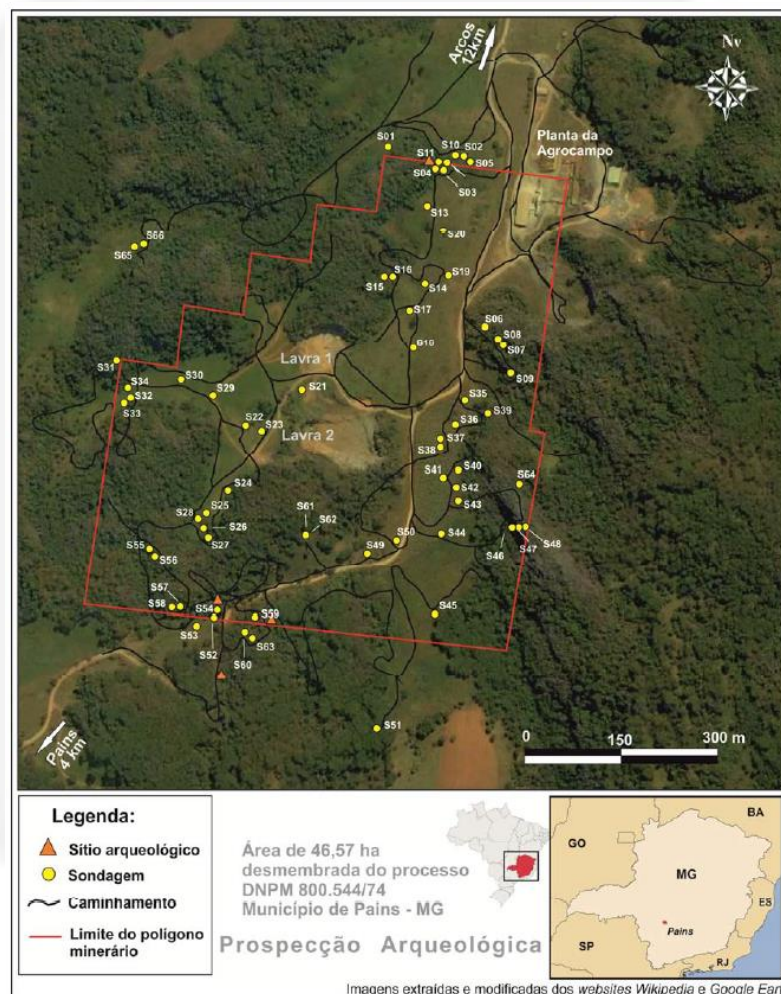 Arcos
12km
Nv
Planta da
Agrocampo
S01
S10
S02
S11
S05
S04
S03
S13
S20
S66
S65
S16
S19
S15
S14
S17
S18
S06
S08
S07
S09
Lavra 1
S31
S30
S34
S29
S21
S32
S33
S35
S39
S22
S23
Lavra 2
S36
S37
S38
S40
S41
S42
S64
S43
S24
S25
S28
S26
S27
S61
S62
S50
S44
S46
S47
S48
S49
S55
S56
S57
S58
S54
S59
S45
S53
S52
S60
S63
S51
Pains
4 km
0 150 300 m
Legenda:
Sítio arqueológico
Sondagem
Caminhamento
Limite do polígono
minerário
Área de 46,57 ha
desmembrada do processo
DNPM 800.544/74
Município de Pains - MG
Prospecção Arqueológica
BA
GO
MG
ES
Pains
SP
RJ
Imagens extraídas e modificadas dos websites Wikipedia e Google Ear